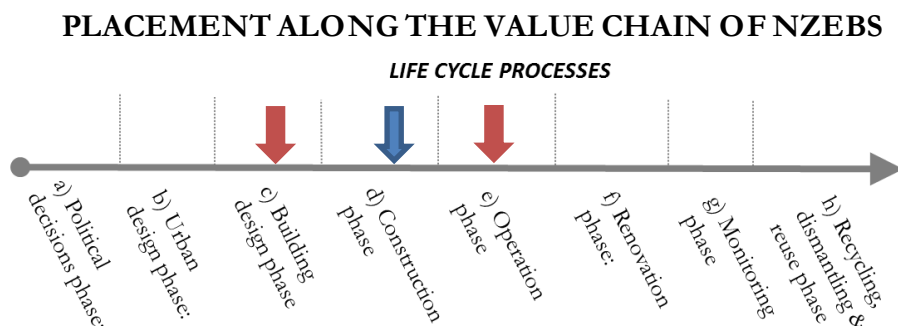 PLACEMENT ALONG THE VALUE CHAIN OF NZEBS
LIFE CYCLE PROCESSES
a) Political
decisions phase:
b) Urban
design phase:
c) Building
design phase
d) Construction
phase
e) Operation
phase
f) Renovation
phase:
g) Monitoring
phase
h) Recycling,
dismantling &
reuse phase